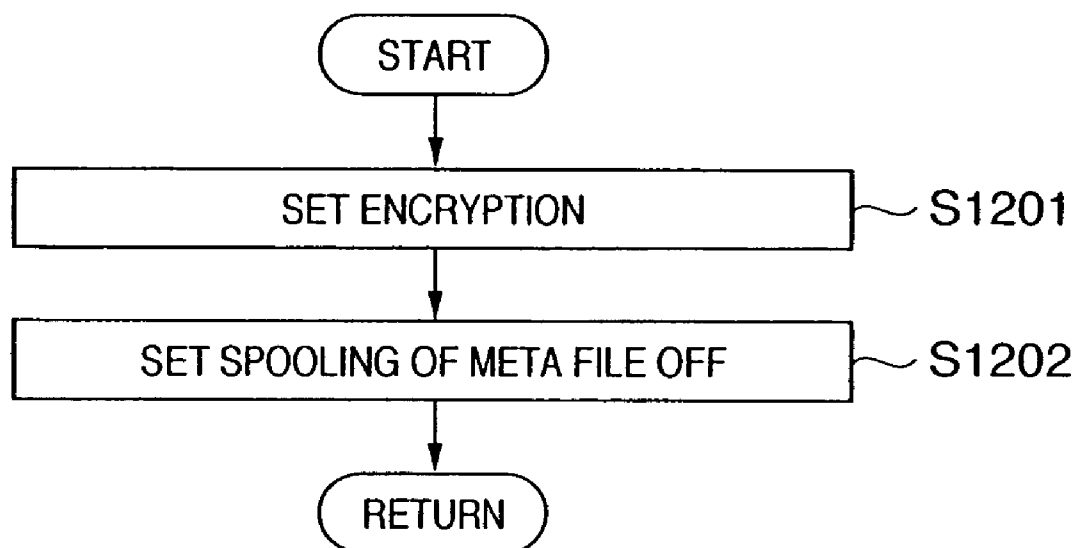 START
SET ENCRYPTION
S1201
SET SPOOLING OF META FILE OFF
S1202
RETURN